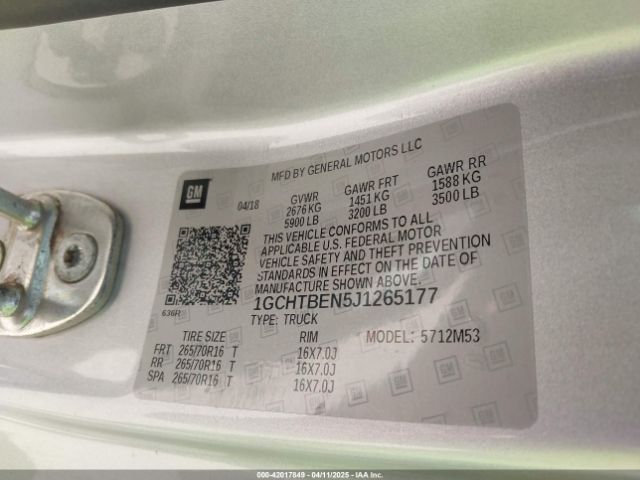 MFD BY GENERAL MOTORS LLC
GM
04/18
GVWR GAWR FRT GAWR RR
2676 KG 1451 KG 1588 KG
5900 LB 3200 LB 3500 LB
THIS VEHICLE CONFORMS TO ALL
APPLICABLE U.S. FEDERAL MOTOR
VEHICLE SAFETY AND THEFT PREVENTION
STANDARDS IN EFFECT ON THE DATE OF
MANUFACTURE SHOWN ABOVE.
1GCHTBEN5J1265177
636R
TYPE: TRUCK MODEL: 5712M53
TIRE SIZE RIM
FRT 265/70R16 T 16X7.0J
RR 265/70R16 T 16X7.0J
SPA 265/70R16 T 16X7.0J
000-42017849 - 04/11/2025 - IAA Inc.